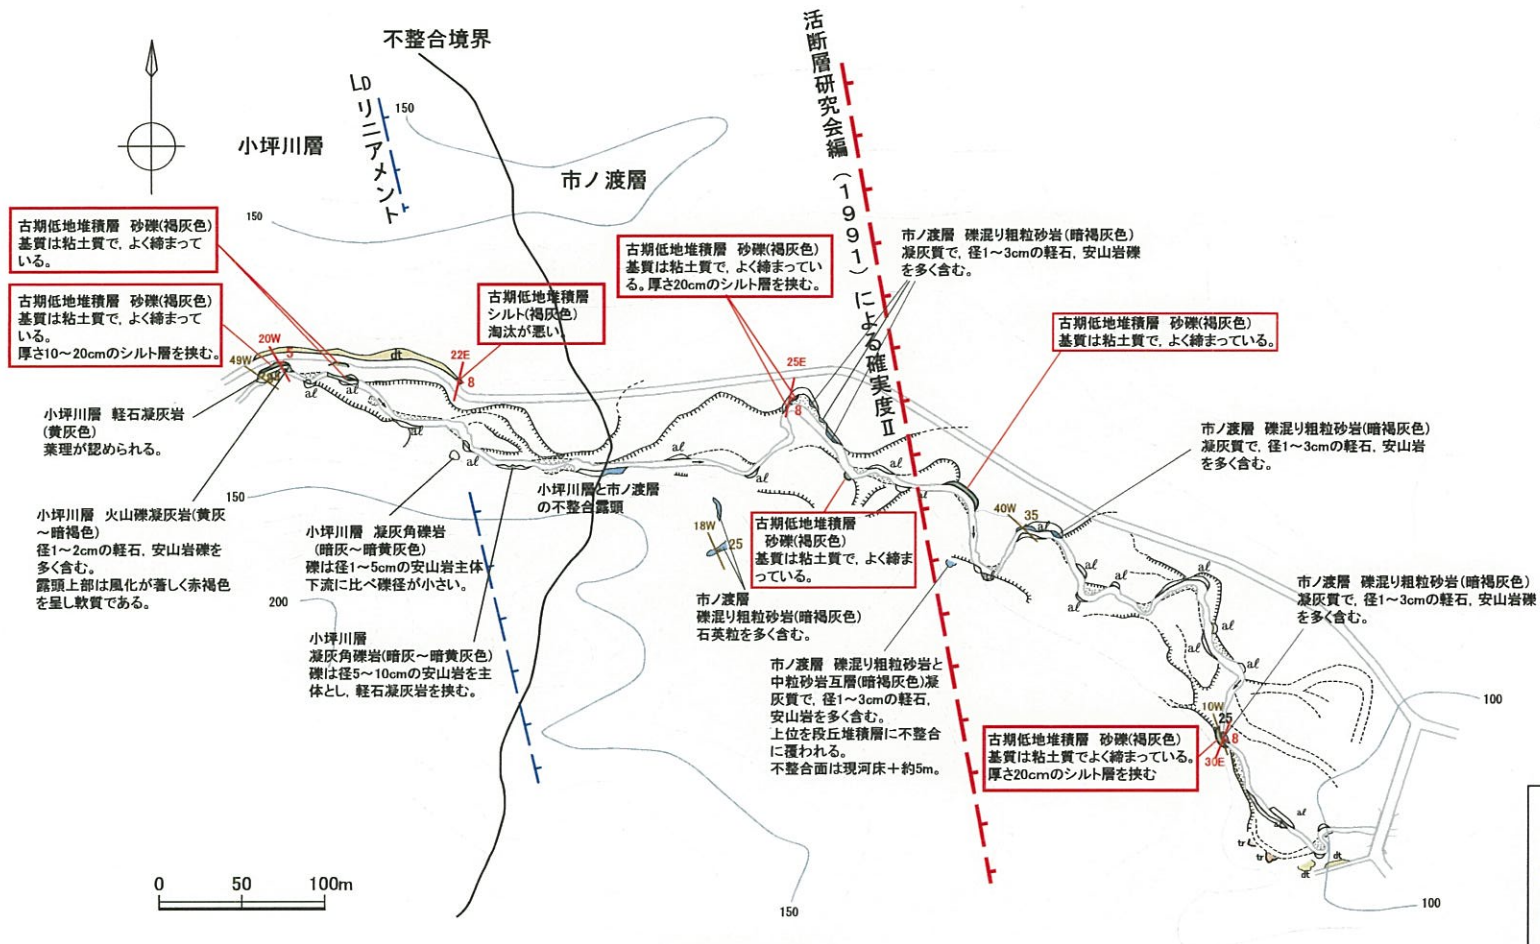 不整合境界
LDリニアメント
活断層研究会編（1991）による確実度Ⅱ
小坪川層
市ノ渡層
150
150
古期低地堆積層 砂礫(褐灰色)
基質は粘土質で, よく締まって
いる。
古期低地堆積層 砂礫(褐灰色)
基質は粘土質で, よく締まって
いる。
厚さ10～20cmのシルト層を挟む。
古期低地堆積層
シルト(褐灰色)
淘汰が悪い。
古期低地堆積層 砂礫(褐灰色)
基質は粘土質で, よく締まってい
る。厚さ20cmのシルト層を挟む。
市ノ渡層 礫混り粗粒砂岩(暗褐灰色)
凝灰質で, 径1～3cmの軽石, 安山岩礫
を多く含む。
古期低地堆積層 砂礫(褐灰色)
基質は粘土質で, よく締まっている。
20W
5
49W
dt
22E
8
25E
8
al
al
al
al
al
al
al
al
al
小坪川層 軽石凝灰岩
(黄灰色)
葉理が認められる。
市ノ渡層 礫混り粗粒砂岩(暗褐灰色)
凝灰質で, 径1～3cmの軽石, 安山岩
を多く含む。
150
小坪川層 火山礫凝灰岩(黄灰
～暗褐色)
径1～2cmの軽石, 安山岩礫を
多く含む。
露頭上部は風化が著しく赤褐色
を呈し軟質である。
小坪川層 凝灰角礫岩
(暗灰～暗黄灰色)
礫は径1～5cmの安山岩主体
下流に比べ礫径が小さい。
小坪川層と市ノ渡層
の不整合露頭
18W
25
古期低地堆積層
砂礫(褐灰色)
基質は粘土質で, よく締ま
っている。
40W
35
al
al
al
al
al
al
al
al
市ノ渡層
礫混り粗粒砂岩(暗褐灰色)
石英粒を多く含む。
市ノ渡層 礫混り粗粒砂岩(暗褐灰色)
凝灰質で, 径1～3cmの軽石, 安山岩礫
を多く含む。
200
小坪川層
凝灰角礫岩(暗灰～暗黄灰色)
礫は径5～10cmの安山岩を主
体とし, 軽石凝灰岩を挟む。
市ノ渡層 礫混り粗粒砂岩と
中粒砂岩互層(暗褐灰色)凝
灰質で, 径1～3cmの軽石,
安山岩を多く含む。
上位を段丘堆積層に不整合
に覆われる。
不整合面は現河床＋約5m。
古期低地堆積層 砂礫(褐灰色)
基質は粘土質でよく締まっている。
厚さ20cmのシルト層を挟む
10W
25
8
30E
100
al
al
tr
tr
dt
dt
100
150
0 50 100m